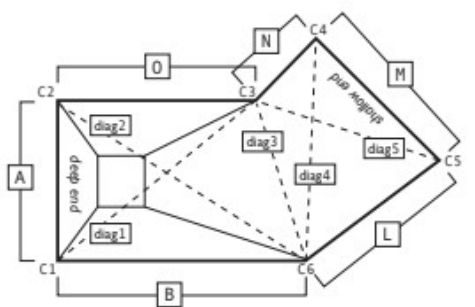 C4
N
M
O
C2
C3
shallow end
diag2
diag3
diag5
C5
A
deep end
diag4
diag1
L
C1
C6
B